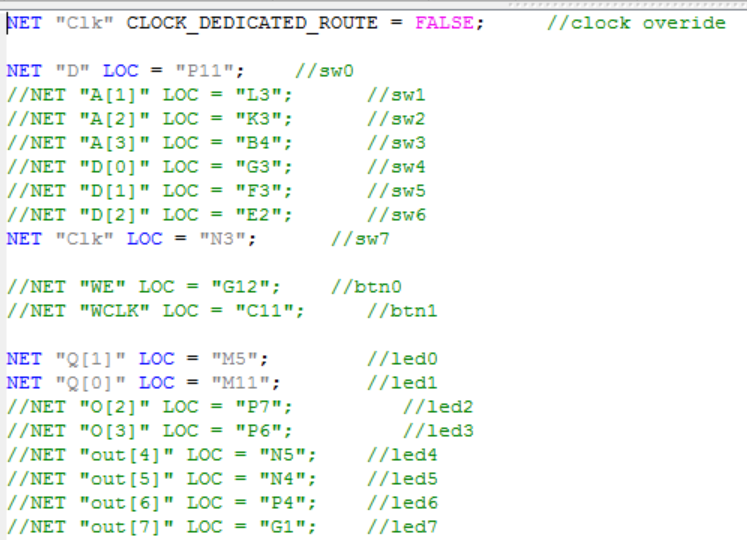 NET "Clk" CLOCK_DEDICATED_ROUTE = FALSE; //clock overide
NET "D" LOC = "P11"; //sw0
//NET "A[1]" LOC = "L3"; //sw1
//NET "A[2]" LOC = "K3"; //sw2
//NET "A[3]" LOC = "B4"; //sw3
//NET "D[0]" LOC = "G3"; //sw4
//NET "D[1]" LOC = "F3"; //sw5
//NET "D[2]" LOC = "E2"; //sw6
NET "Clk" LOC = "N3"; //sw7
//NET "WE" LOC = "G12"; //btn0
//NET "WCLK" LOC = "C11"; //btn1
NET "Q[1]" LOC = "M5"; //led0
NET "Q[0]" LOC = "M11"; //led1
//NET "O[2]" LOC = "P7"; //led2
//NET "O[3]" LOC = "P6"; //led3
//NET "out[4]" LOC = "N5"; //led4
//NET "out[5]" LOC = "N4"; //led5
//NET "out[6]" LOC = "P4"; //led6
//NET "out[7]" LOC = "G1"; //led7